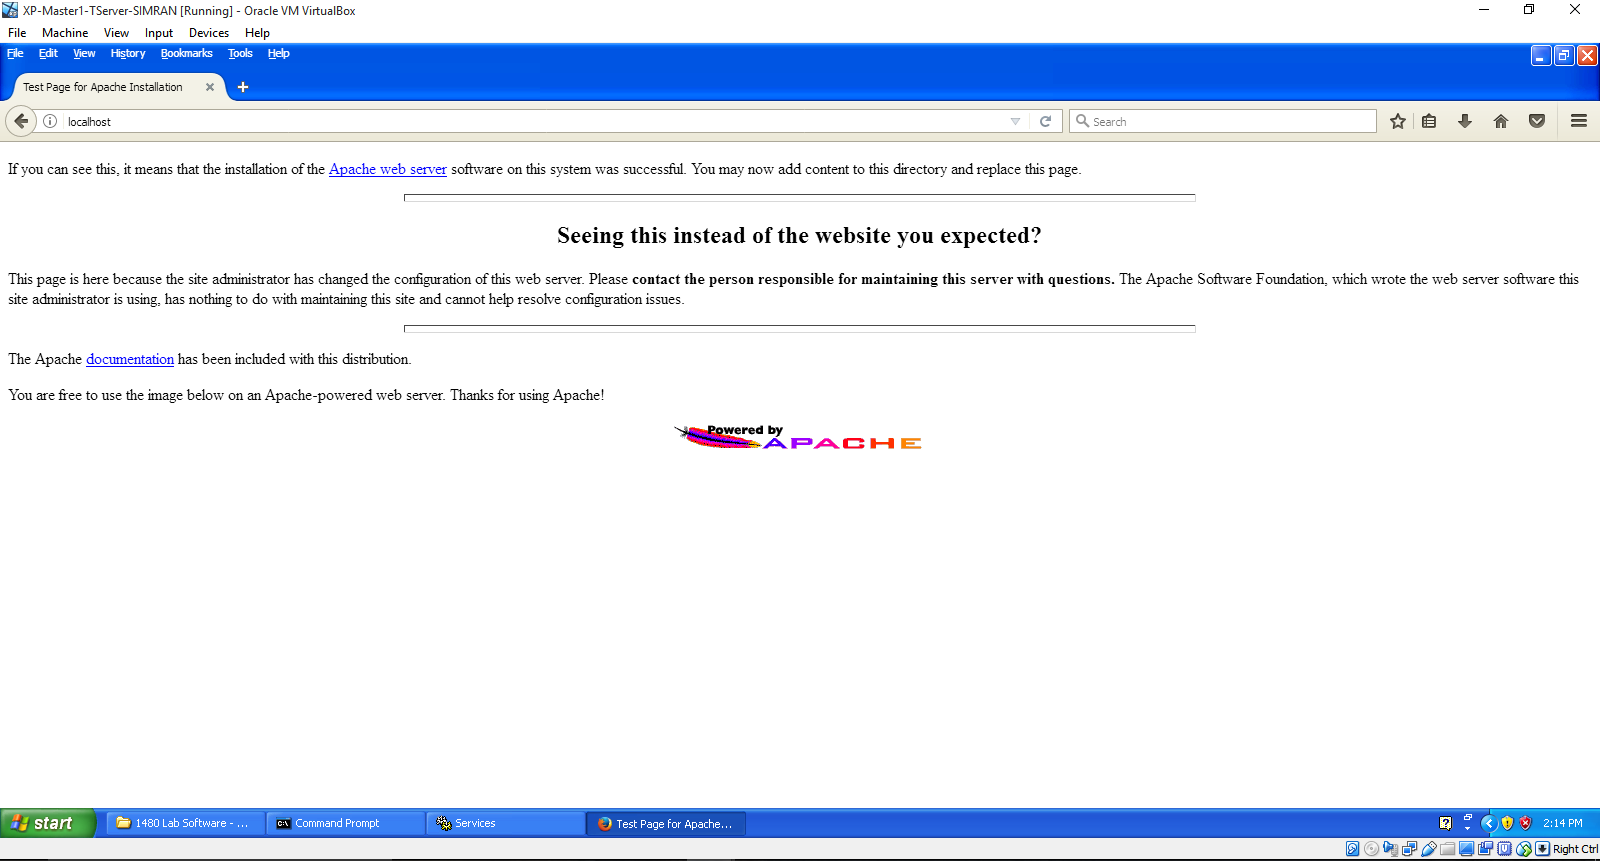 XP-Master1-TServer-SIMRAN [Running] - Oracle VM VirtualBox
File Machine View Input Devices Help
File Edit View History Bookmarks Tools Help
Test Page for Apache Installation
localhost
Search
If you can see this, it means that the installation of the Apache web server software on this system was successful. You may now add content to this directory and replace this page.
Seeing this instead of the website you expected?
This page is here because the site administrator has changed the configuration of this web server. Please contact the person responsible for maintaining this server with questions. The Apache Software Foundation, which wrote the web server software this
site administrator is using, has nothing to do with maintaining this site and cannot help resolve configuration issues.
The Apache documentation has been included with this distribution.
You are free to use the image below on an Apache-powered web server. Thanks for using Apache!
Powered by
APACHE
start 1480 Lab Software - ... Command Prompt Services Test Page for Apache... 2:14 PM
Right Ctrl